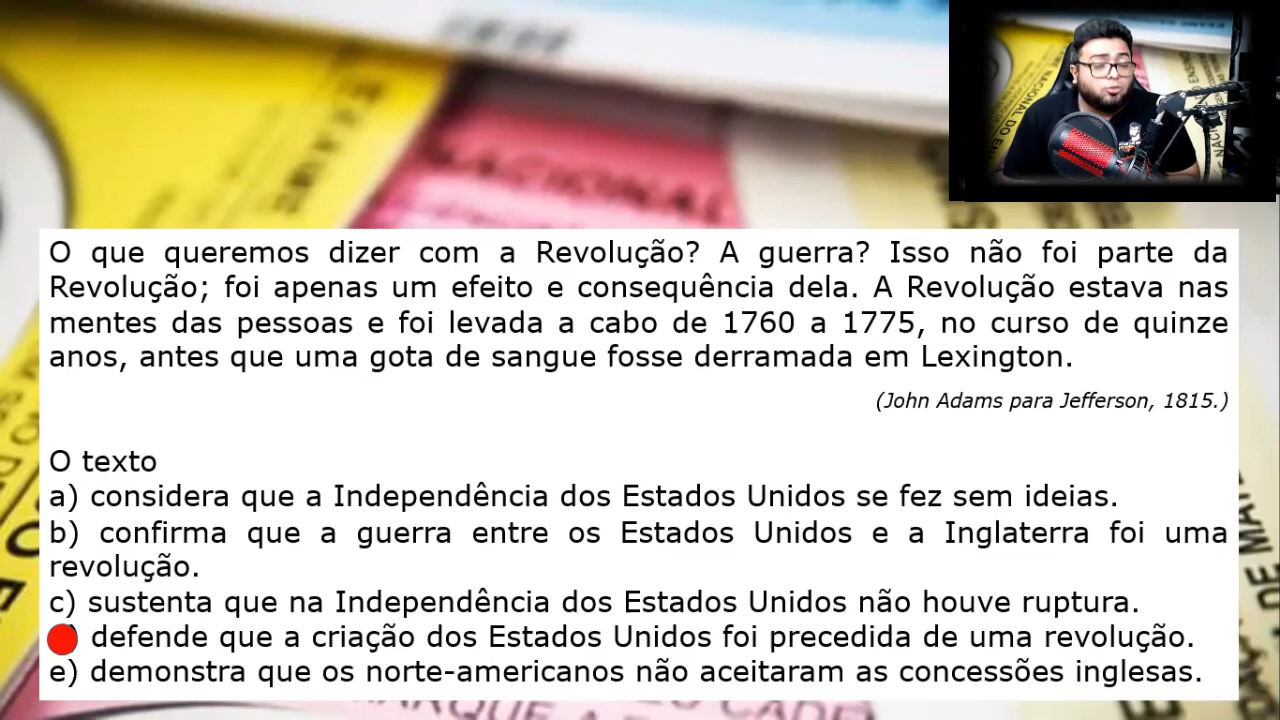 O que queremos dizer com a Revolução? A guerra? Isso não foi parte da
Revolução; foi apenas um efeito e consequência dela. A Revolução estava nas
mentes das pessoas e foi levada a cabo de 1760 a 1775, no curso de quinze
anos, antes que uma gota de sangue fosse derramada em Lexington.
(John Adams para Jefferson, 1815.)
O texto
a) considera que a Independência dos Estados Unidos se fez sem ideias.
b) confirma que a guerra entre os Estados Unidos e a Inglaterra foi uma
revolução.
c) sustenta que na Independência dos Estados Unidos não houve ruptura.
defende que a criação dos Estados Unidos foi precedida de uma revolução.
e) demonstra que os norte-americanos não aceitaram as concessões inglesas.
NACIONAL